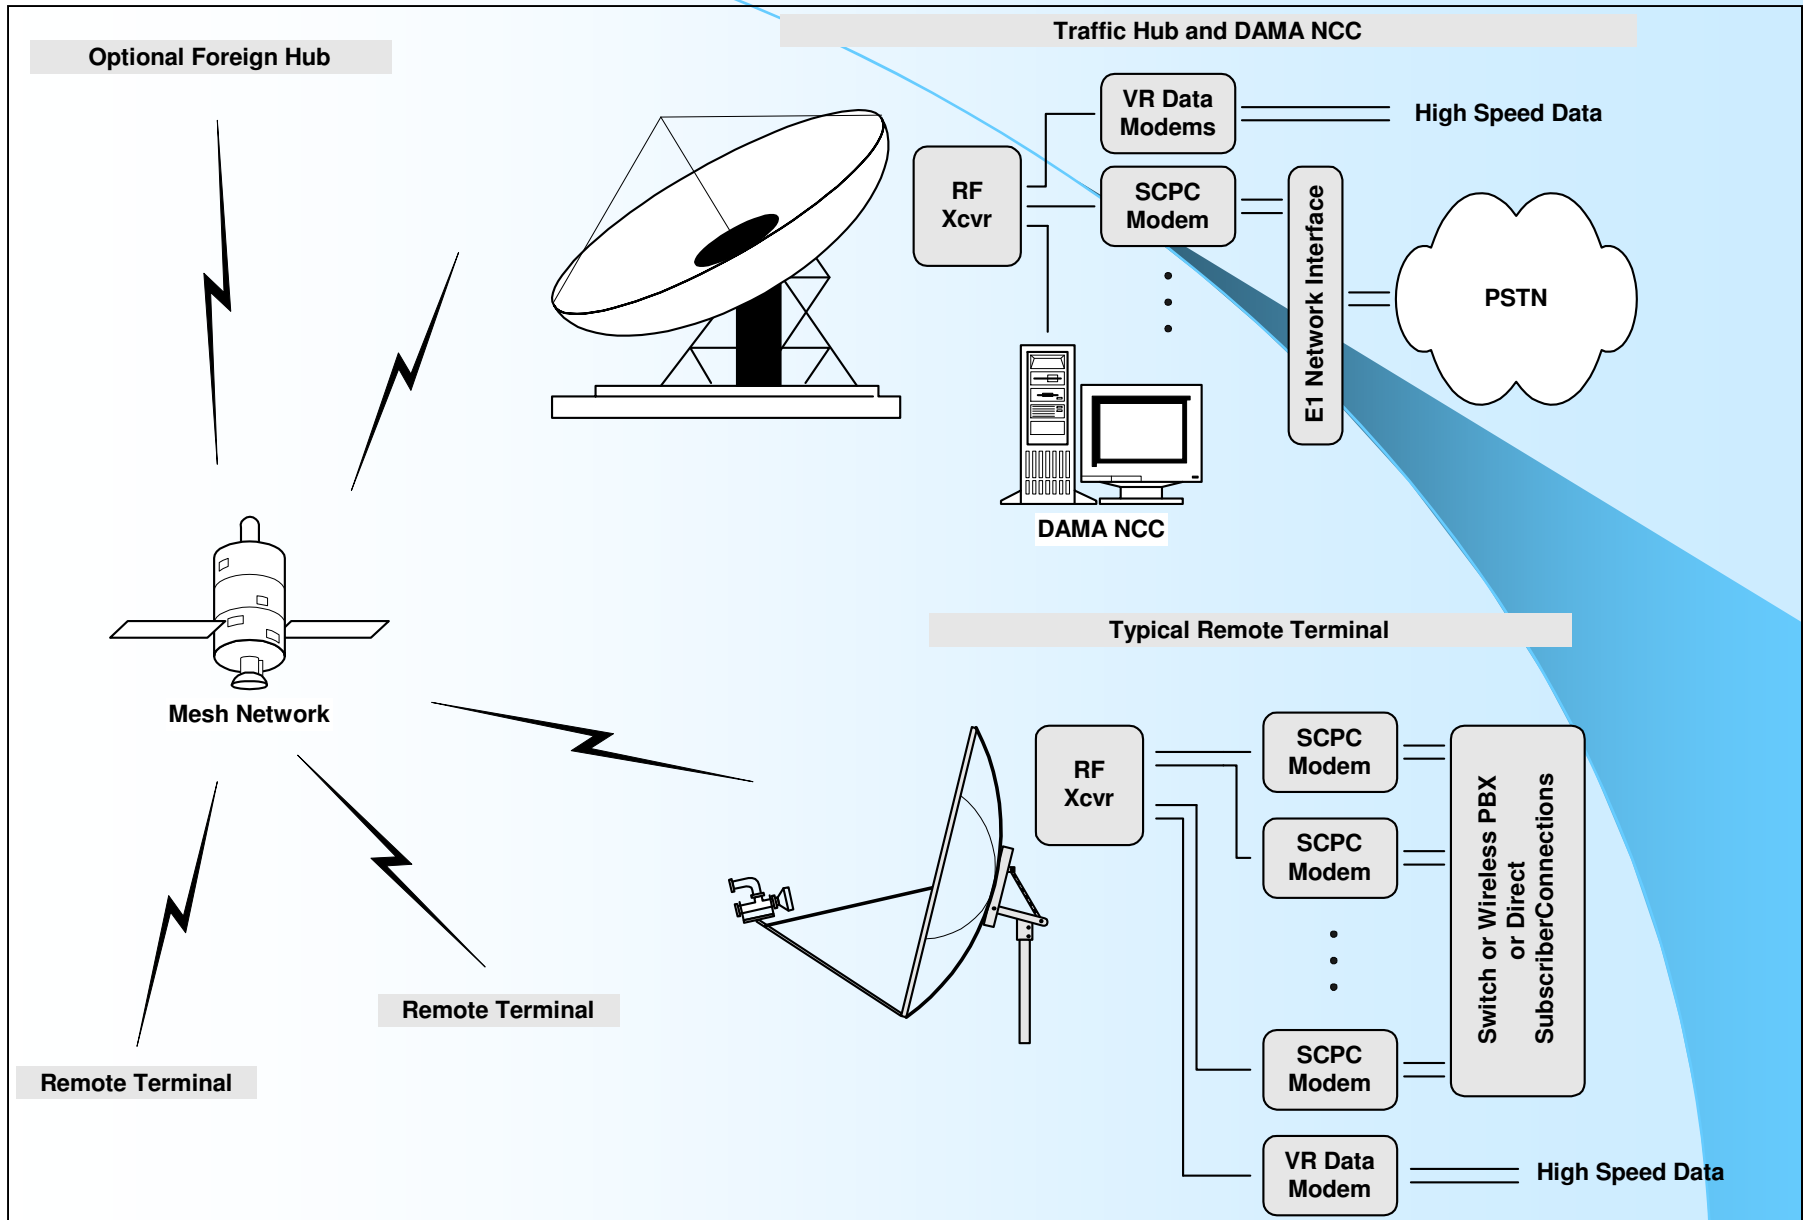 Traffic Hub and DAMA NCC
Optional Foreign Hub
VR Data
Modems
High Speed Data
RF
Xcvr
SCPC
Modem
E1 Network Interface
PSTN
DAMA NCC
Typical Remote Terminal
Mesh Network
RF
Xcvr
SCPC
Modem
SCPC
Modem
SCPC
Modem
Switch or Wireless PBX
or Direct
SubscriberConnections
Remote Terminal
Remote Terminal
VR Data
Modem
High Speed Data